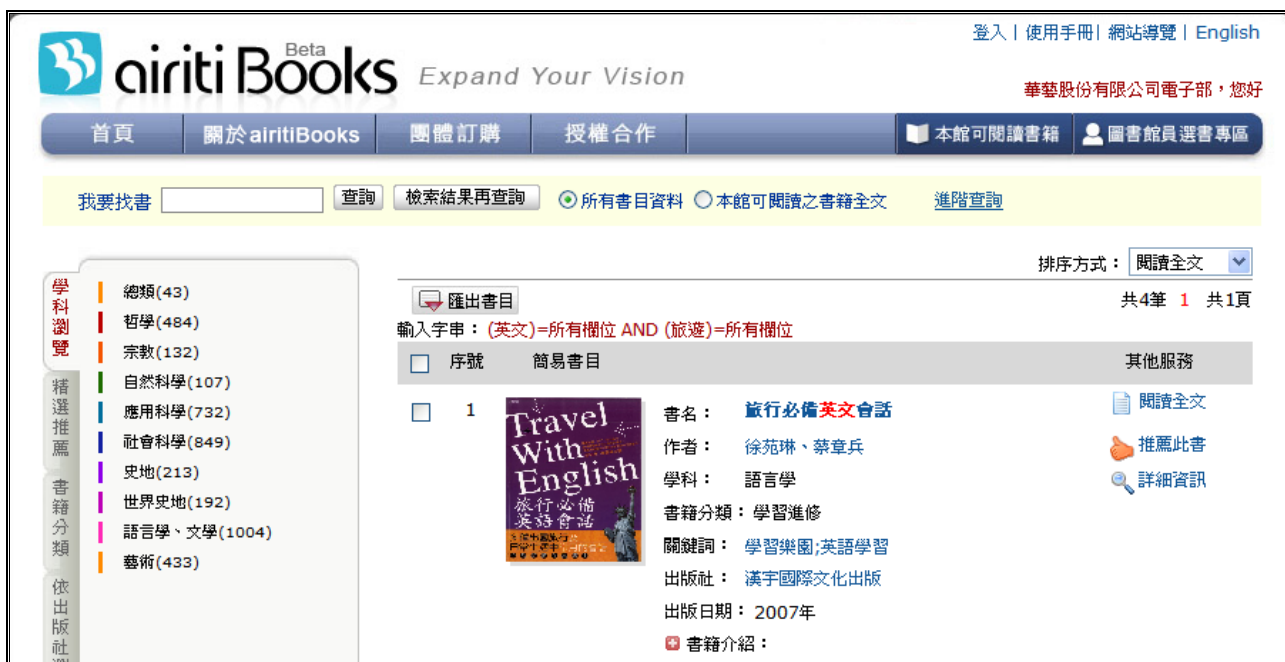 登入 | 使用手冊 | 網站導覽 | English
Beta
airiti Books Expand Your Vision
華藝股份有限公司電子部,您好
首頁 關於airitiBooks 團體訂購 授權合作 本館可閱讀書籍 圖書館員選書專區
我要找書 查詢 檢索結果再查詢 所有書目資料 本館可閱讀之書籍全文 進階查詢
排序方式: 閱讀全文
匯出書目 共4筆 1 共1頁
輸入字串:(英文)=所有欄位 AND (旅遊)=所有欄位
序號 簡易書目 其他服務
學科瀏覽
精選推薦
書籍分類
依出版社
總類(43)
哲學(484)
宗教(132)
自然科學(107)
應用科學(732)
社會科學(849)
史地(213)
世界史地(192)
語言學、文學(1004)
藝術(433)
1
Travel
With
English
旅行必備
英語會話
書名: 旅行必備英文會話
作者: 徐苑琳、蔡章兵
學科: 語言學
書籍分類:學習進修
關鍵詞: 學習樂園;英語學習
出版社: 漢宇國際文化出版
出版日期: 2007年
書籍介紹:
閱讀全文
推薦此書
詳細資訊